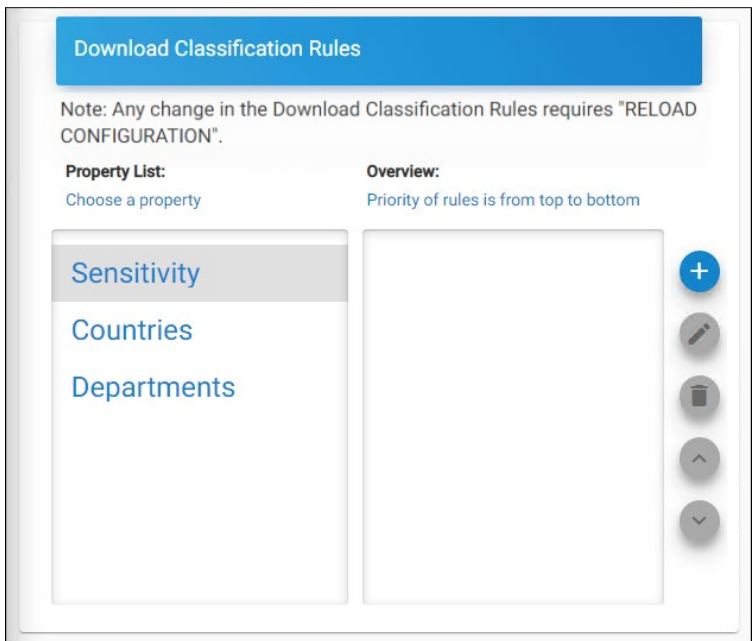 Download Classification Rules
Note: Any change in the Download Classification Rules requires "RELOAD
CONFIGURATION".
Property List:
Choose a property
Overview:
Priority of rules is from top to bottom
Sensitivity
Countries
Departments